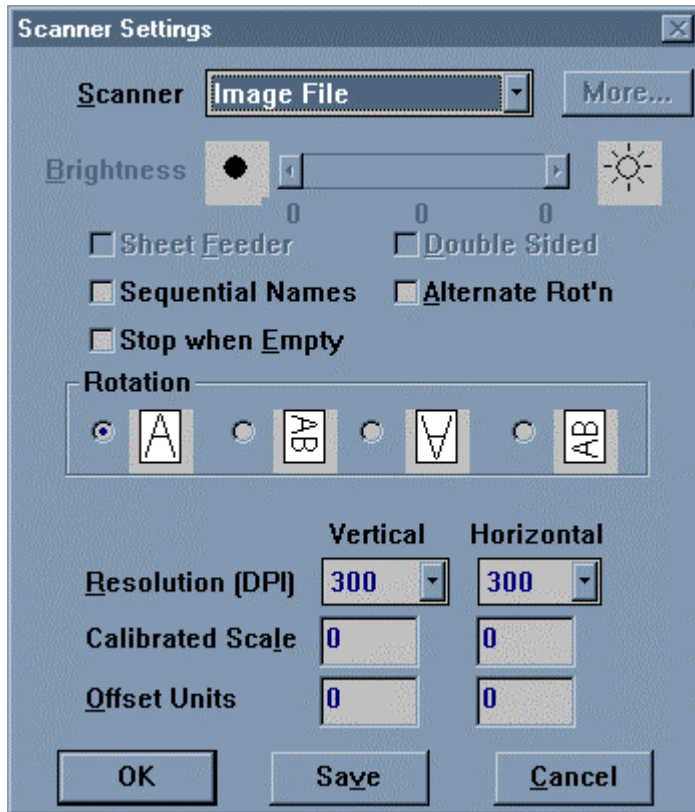 Scanner Settings
Scanner Image File More...
Brightness
0 0 0
Sheet Feeder Double Sided
Sequential Names Alternate Rot'n
Stop when Empty
Rotation
A AB A AB
Vertical Horizontal
Resolution (DPI) 300 300
Calibrated Scale 0 0
Offset Units 0 0
OK Save Cancel